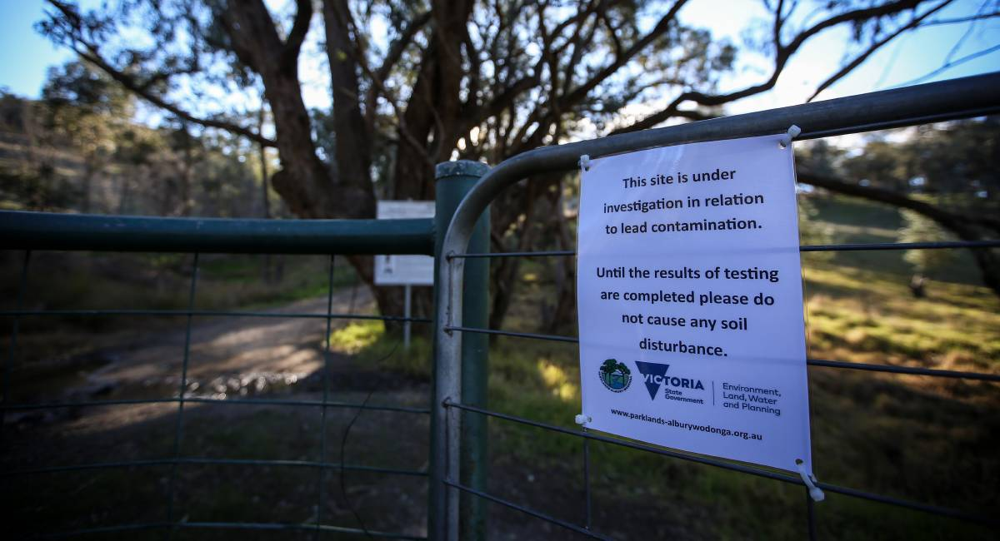 This site is under
investigation in relation
to lead contamination.
Until the results of testing
are completed please do
not cause any soil
disturbance.
VICTORIA
State
Government
Environment,
Land, Water
and Planning
www.parklands-alburywodonga.org.au